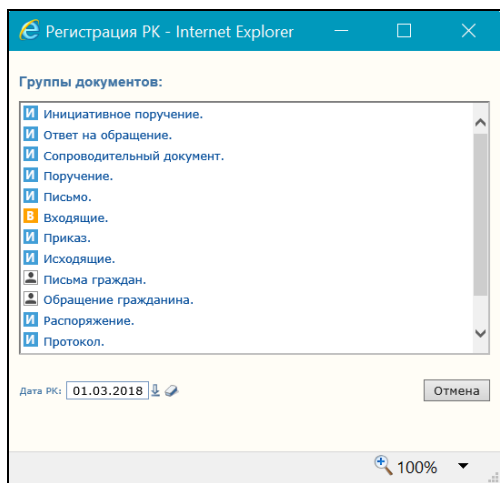 Регистрация РК - Internet Explorer
Группы документов:
И Инициативное поручение.
И Ответ на обращение.
И Сопроводительный документ.
И Поручение.
И Письмо.
В Входящие.
И Приказ.
И Исходящие.
Письма граждан.
Обращение гражданина.
И Распоряжение.
И Протокол.
Дата РК: 01.03.2018 Отмена
100%